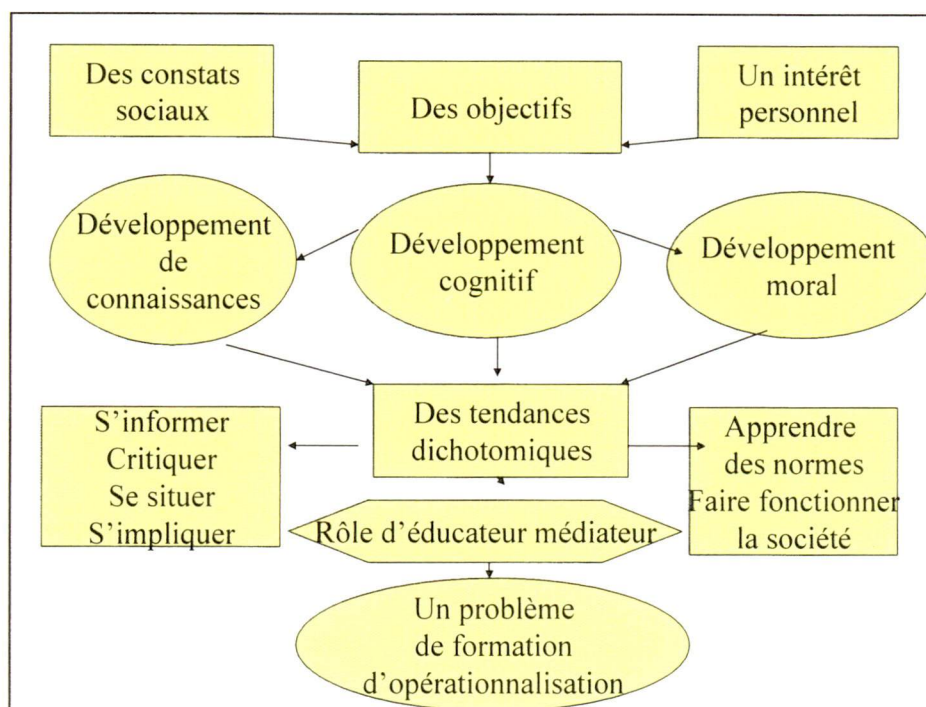 Des constats
sociaux
Des objectifs
Un intérêt
personnel
Développement
de
connaissances
Développement
cognitif
Développement
moral
S'informer
Critiquer
Se situer
S'impliquer
Des tendances
dichotomiques
Apprendre
des normes
Faire fonctionner
la société
Rôle d'éducateur médiateur
Un problème
de formation
d'opérationnalisation